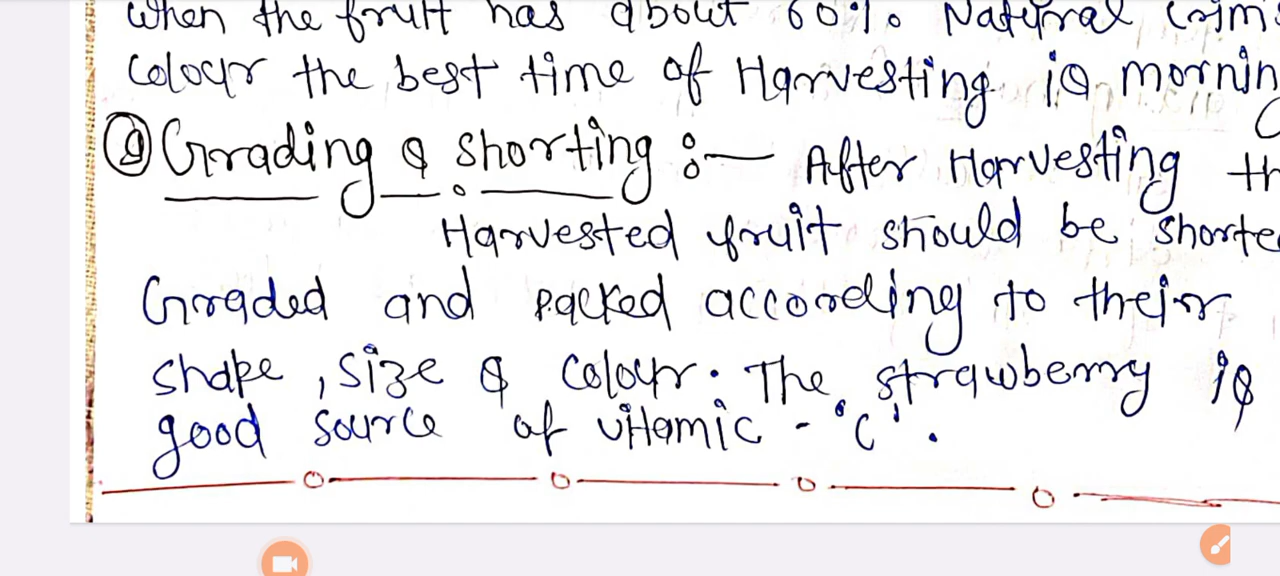 when the fruit has about 60% Natural Crims
Colour the best time of Harvesting is mornin
⑨ Grading & Shorting :— After Harvesting th
Harvested fruit should be shorte
Graded and Packed according to their
shape, size & Colour. The strawberry is
good source of vitamic - 'C'.